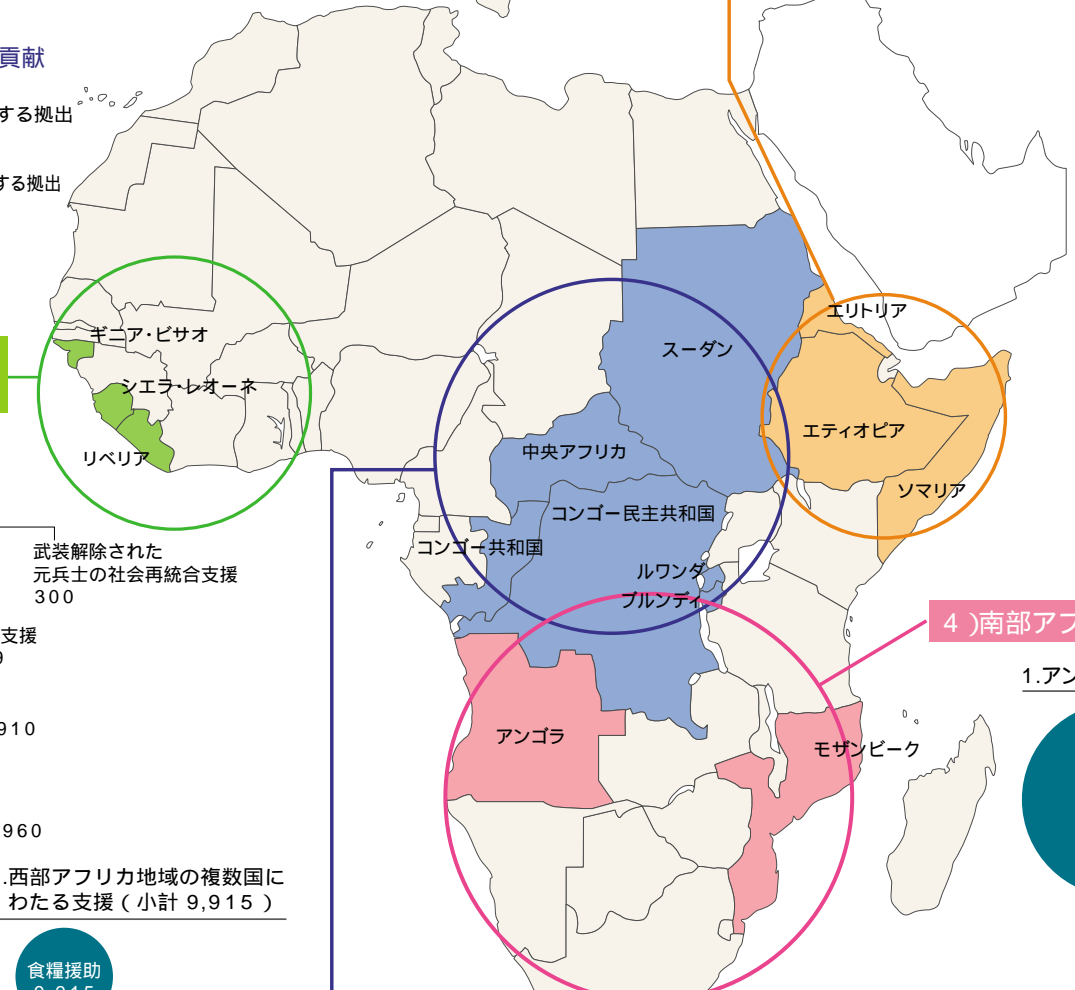 貢献
する拠出
する拠出
ギニア・ビサオ
シエラ・レオーネ
リベリア
エリトリア
スーダン
エティオピア
ソマリア
中央アフリカ
コンゴー民主共和国
コンゴー共和国
ルワンダ
ブルンディ
武装解除された
元兵士の社会再統合支援
300
支援
9
910
960
4）南部アフ
1.アン
アンゴラ
モザンビーク
.西部アフリカ地域の複数国に
わたる支援（小計 9,915 ）
食糧援助
9,915